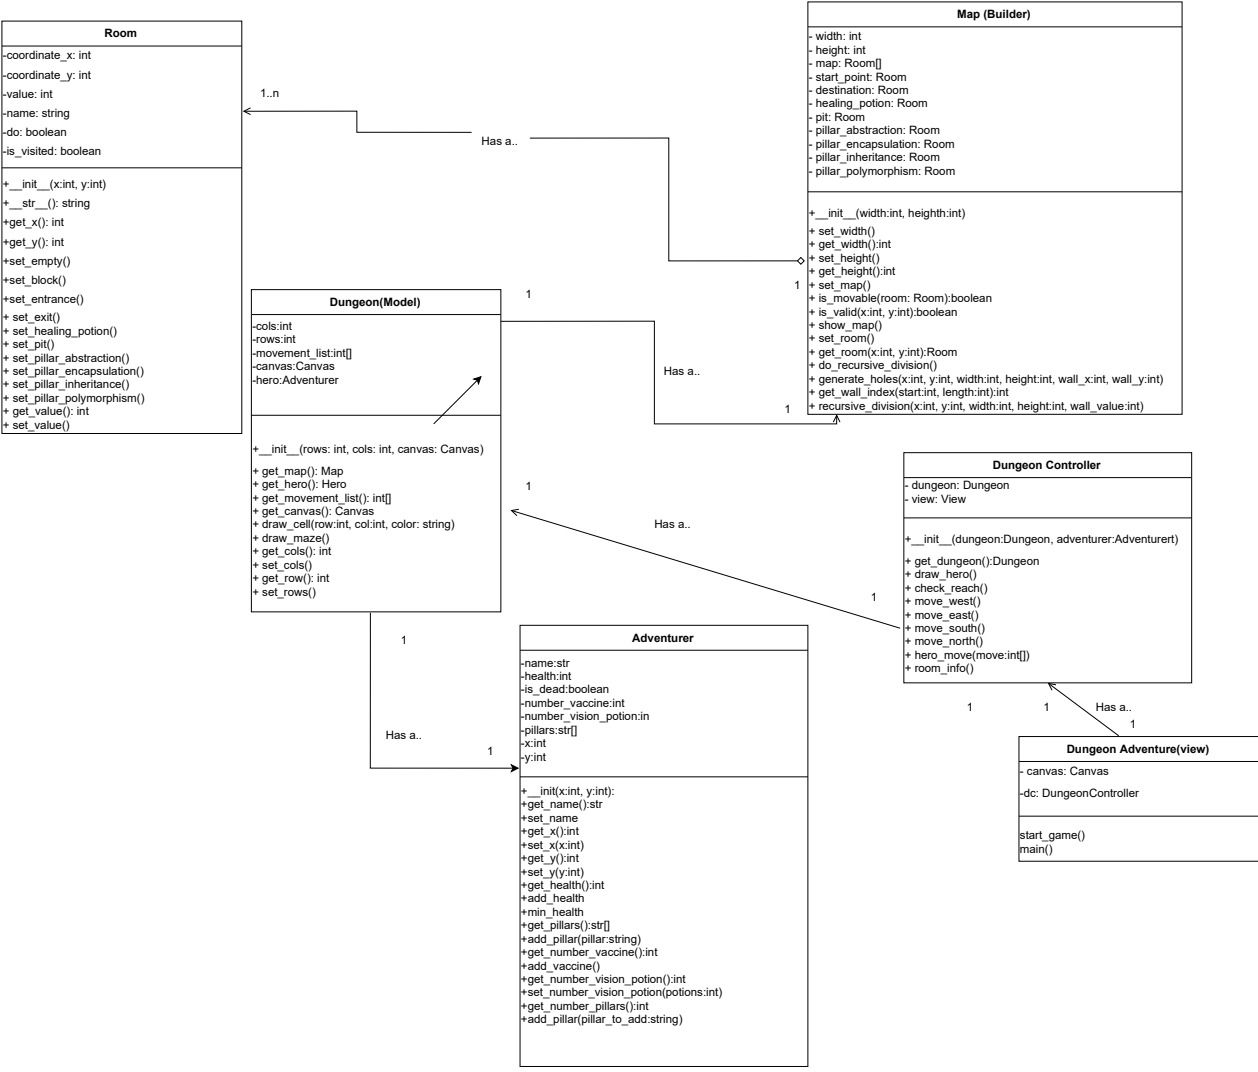 Room
-coordinate_x: int
-coordinate_y: int
-value: int
-name: string
-do: boolean
-is_visited: boolean
+__init__(x:int, y:int)
+__str__(): string
+get_x(): int
+get_y(): int
+set_empty()
+set_block()
+set_entrance()
+ set_exit()
+ set_healing_potion()
+ set_pit()
+ set_pillar_abstraction()
+ set_pillar_encapsulation()
+ set_pillar_inheritance()
+ set_pillar_polymorphism()
+ get_value(): int
+ set_value()
1..n
Has a..
1
Map (Builder)
- width: int
- height: int
- map: Room[]
- start_point: Room
- destination: Room
- healing_potion: Room
- pit: Room
- pillar_abstraction: Room
- pillar_encapsulation: Room
- pillar_inheritance: Room
- pillar_polymorphism: Room
+__init__(width:int, heighth:int)
+ set_width()
+ get_width():int
+ set_height()
+ get_height():int
+ set_map()
+ is_movable(room: Room):boolean
+ is_valid(x:int, y:int):boolean
+ show_map()
+ set_room()
+ get_room(x:int, y:int):Room
+ do_recursive_division()
+ generate_holes(x:int, y:int, width:int, height:int, wall_x:int, wall_y:int)
+ get_wall_index(start:int, length:int):int
+ recursive_division(x:int, y:int, width:int, height:int, wall_value:int)
Dungeon(Model)
-cols:int
-rows:int
-movement_list:int[]
-canvas:Canvas
-hero:Adventurer
+__init__(rows: int, cols: int, canvas: Canvas)
+ get_map(): Map
+ get_hero(): Hero
+ get_movement_list(): int[]
+ get_canvas(): Canvas
+ draw_cell(row:int, col:int, color: string)
+ draw_maze()
+ get_cols(): int
+ set_cols()
+ get_row(): int
+ set_rows()
1
Has a..
1
1
Has a..
1
Dungeon Controller
- dungeon: Dungeon
- view: View
+__init__(dungeon:Dungeon, adventurer:Adventurert)
+ get_dungeon():Dungeon
+ draw_hero()
+ check_reach()
+ move_west()
+ move_east()
+ move_south()
+ move_north()
+ hero_move(move:int[])
+ room_info()
1
Has a..
1
Adventurer
-name:str
-health:int
-is_dead:boolean
-number_vaccine:int
-number_vision_potion:in
-pillars:str[]
-x:int
-y:int
+__init(x:int, y:int):
+get_name():str
+set_name
+get_x():int
+set_x(x:int)
+get_y():int
+set_y(y:int)
+get_health():int
+add_health
+min_health
+get_pillars():str[]
+add_pillar(pillar:string)
+get_number_vaccine():int
+add_vaccine()
+get_number_vision_potion():int
+set_number_vision_potion(potions:int)
+get_number_pillars():int
+add_pillar(pillar_to_add:string)
1
1
Has a..
1
Dungeon Adventure(view)
- canvas: Canvas
-dc: DungeonController
start_game()
main()